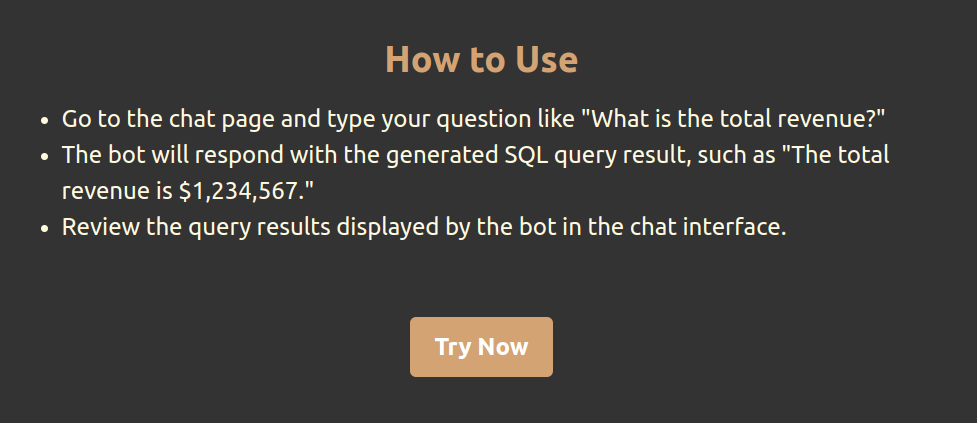 How to Use
• Go to the chat page and type your question like "What is the total revenue?"
• The bot will respond with the generated SQL query result, such as "The total
revenue is $1,234,567."
• Review the query results displayed by the bot in the chat interface.
Try Now